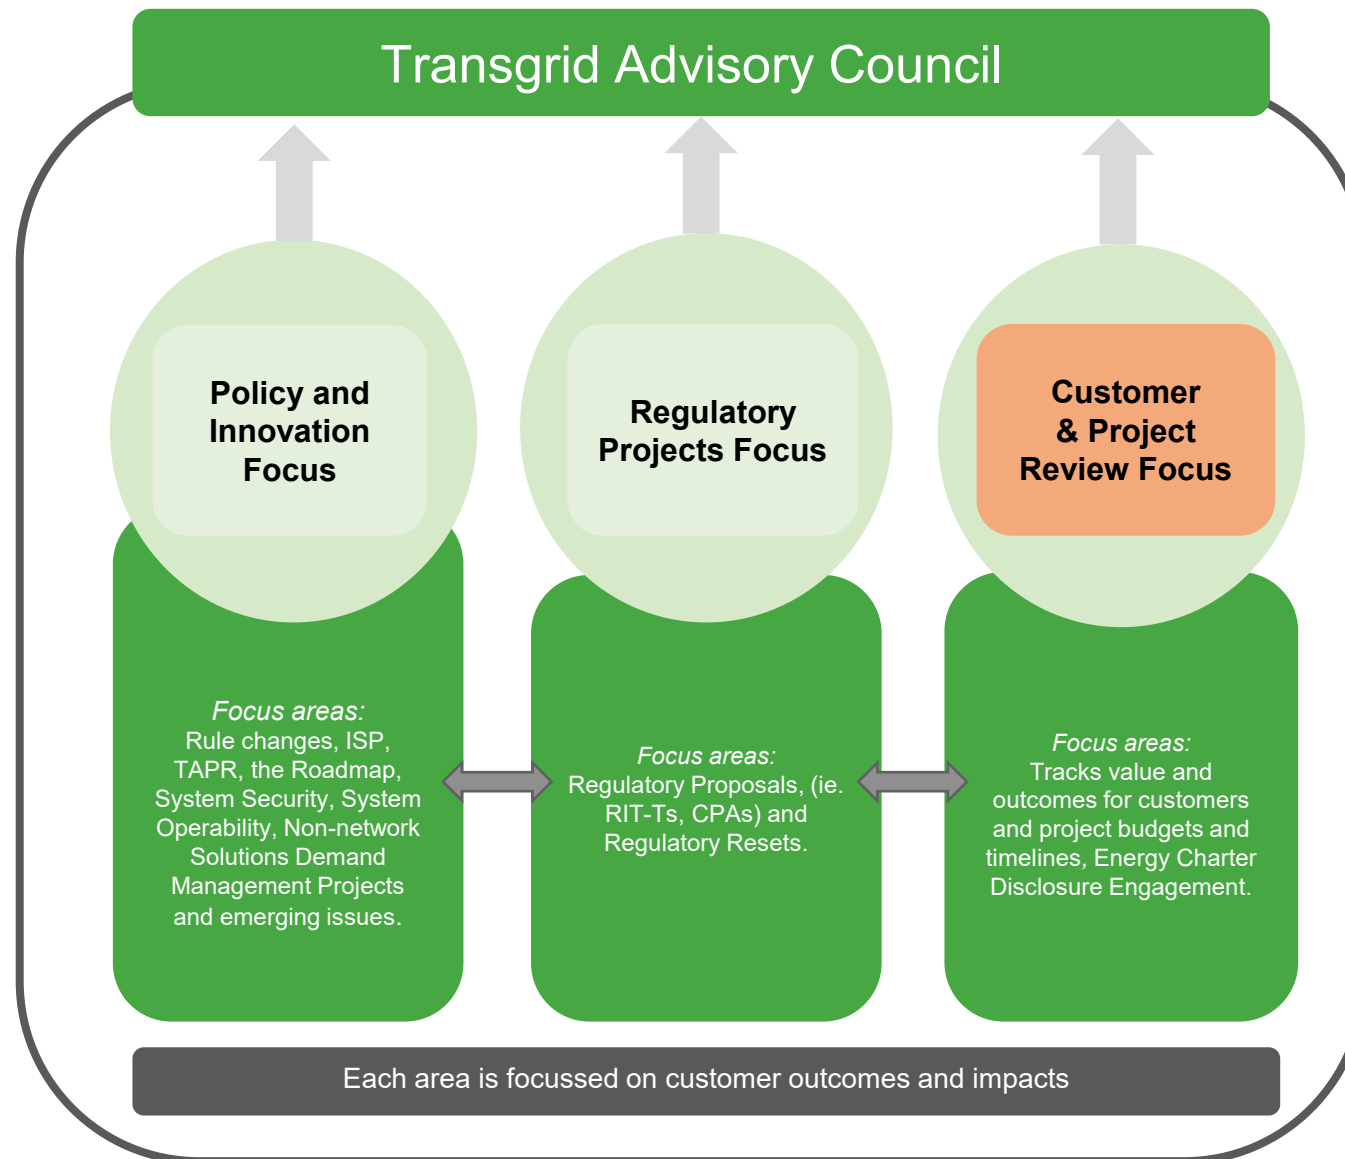 Transgrid Advisory Council
Policy and
Innovation
Focus
Regulatory
Projects Focus
Customer
& Project
Review Focus
Focus areas:
Rule changes, ISP,
TAPR, the Roadmap,
System Security, System
Operability, Non-network
Solutions Demand
Management Projects
and emerging issues.
Focus areas:
Regulatory Proposals, (ie.
RIT-Ts, CPAs) and
Regulatory Resets.
Focus areas:
Tracks value and
outcomes for customers
and project budgets and
timelines, Energy Charter
Disclosure Engagement.
Each area is focussed on customer outcomes and impacts